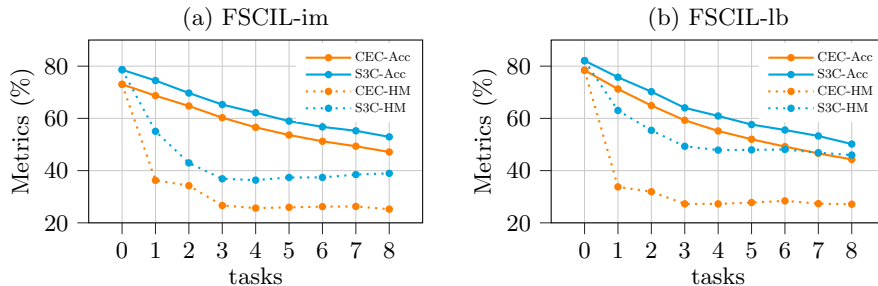 (a) FSCIL-im
Metrics (%)
80
60
40
20
CEC-Acc
S3C-Acc
CEC-HM
S3C-HM
0 1 2 3 4 5 6 7 8
tasks
(b) FSCIL-lb
Metrics (%)
80
60
40
20
CEC-Acc
S3C-Acc
CEC-HM
S3C-HM
0 1 2 3 4 5 6 7 8
tasks